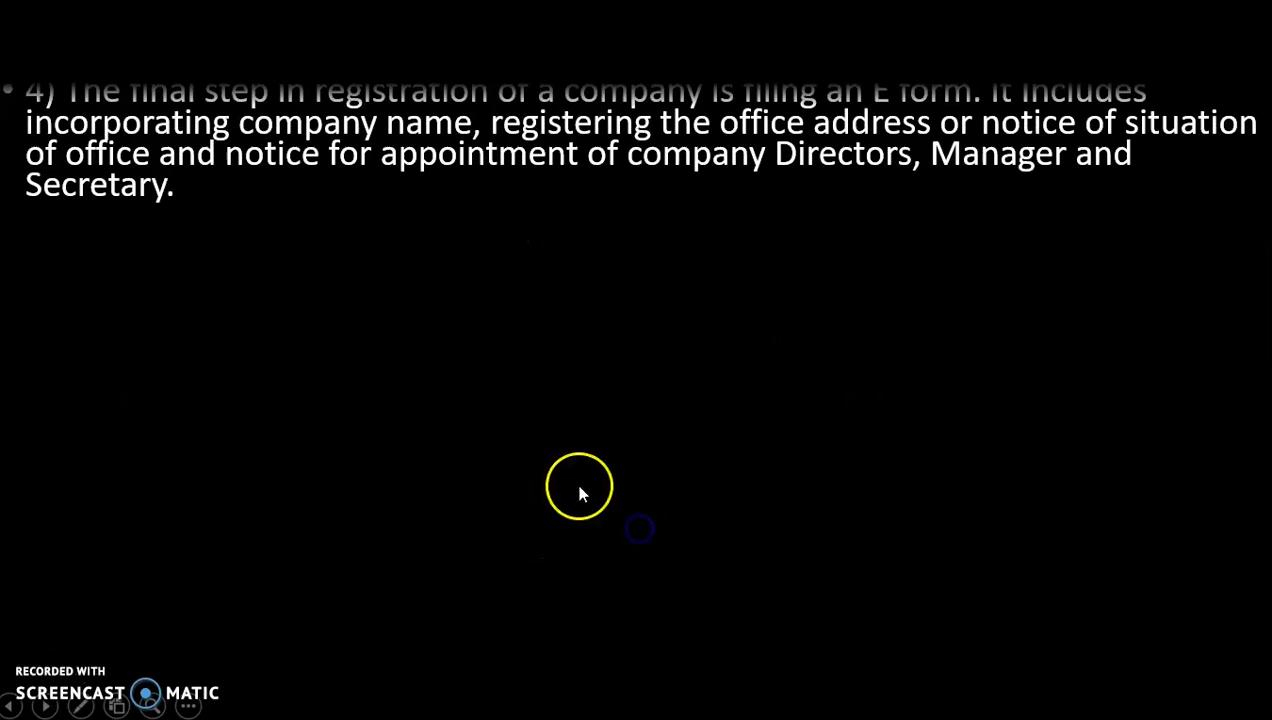 • 4) The final step in registration of a company is filing an E form. It includes
incorporating company name, registering the office address or notice of situation
of office and notice for appointment of company Directors, Manager and
Secretary.
RECORDED WITH
SCREENCAST MATIC